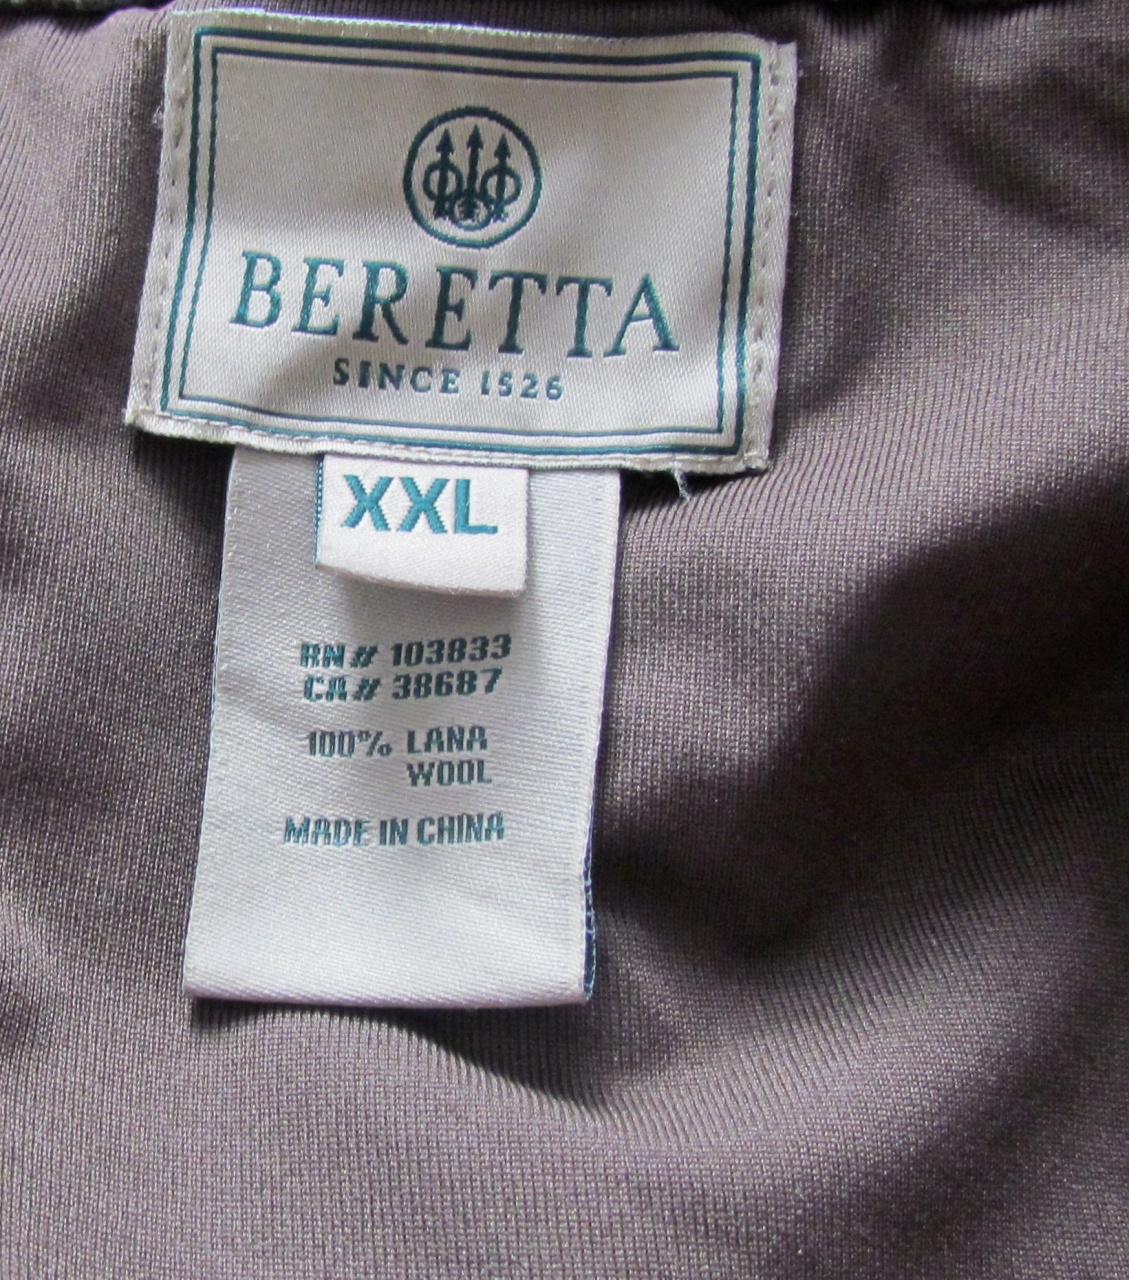 BERETTA
SINCE 1526
XXL
RN# 103833
CA# 38687
100% LANA
WOOL
MADE IN CHINA